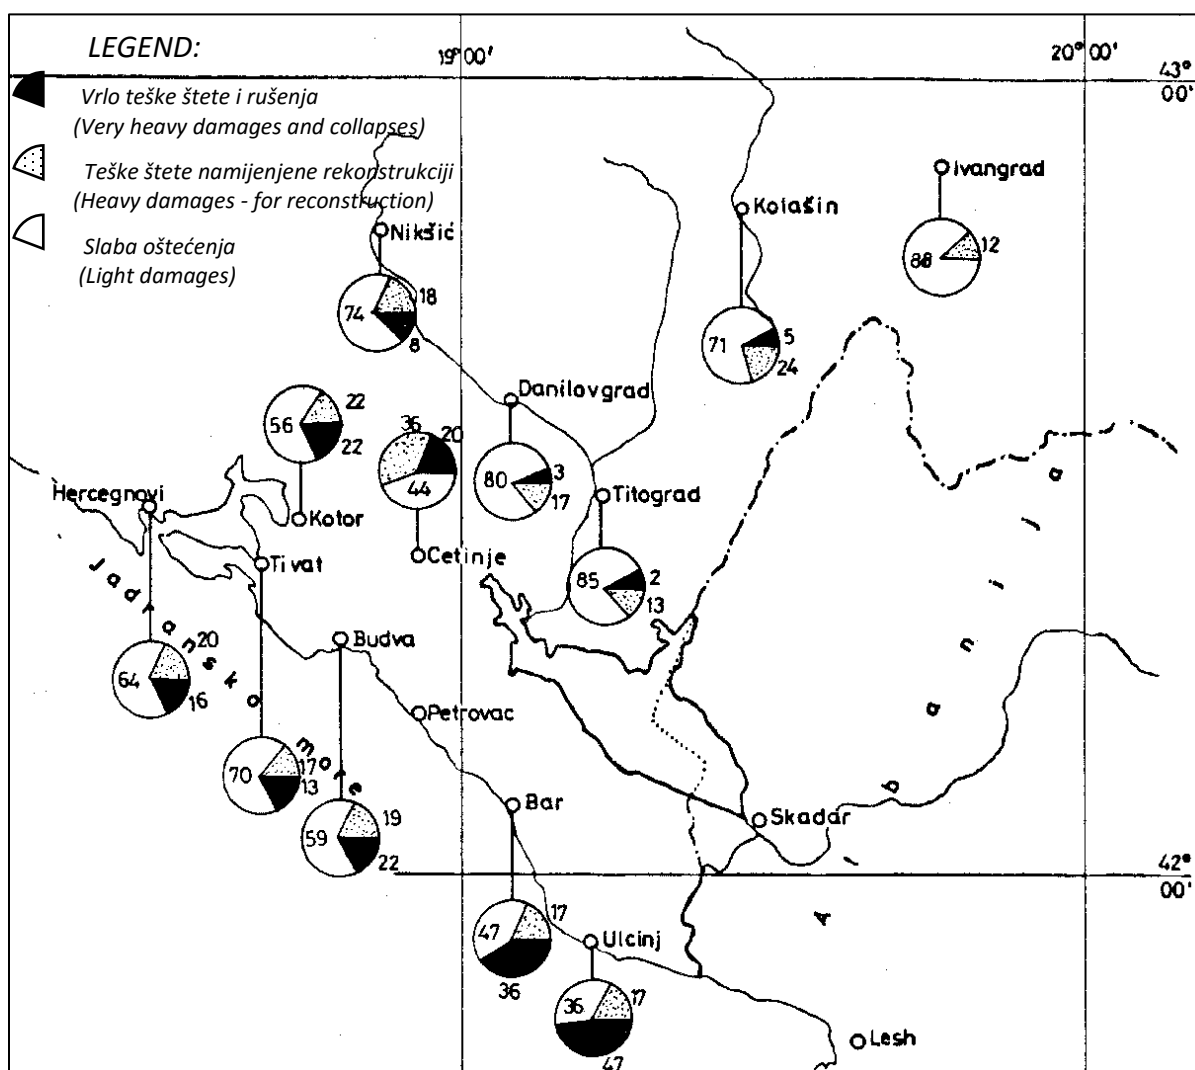 LEGEND:
Vrlo teške štete i rušenja
(Very heavy damages and collapses)
Teške štete namijenjene rekonstrukciji
(Heavy damages - for reconstruction)
Slaba oštećenja
(Light damages)
19°00'
20°00'
43°
00'
Ivangrad
12
88
Kolašin
71
5
24
Nikšić
74
18
8
Danilovgrad
80
3
17
56
22
22
Kotor
36
20
44
Cetinje
Titograd
85
2
13
Hercegnovi
64
20
16
Tivat
70
17
13
Jadransko more
Budva
59
19
22
Petrovac
Bar
47
17
36
Skadar
42°
00'
Albanija
Ulcinj
36
17
47
Lesh